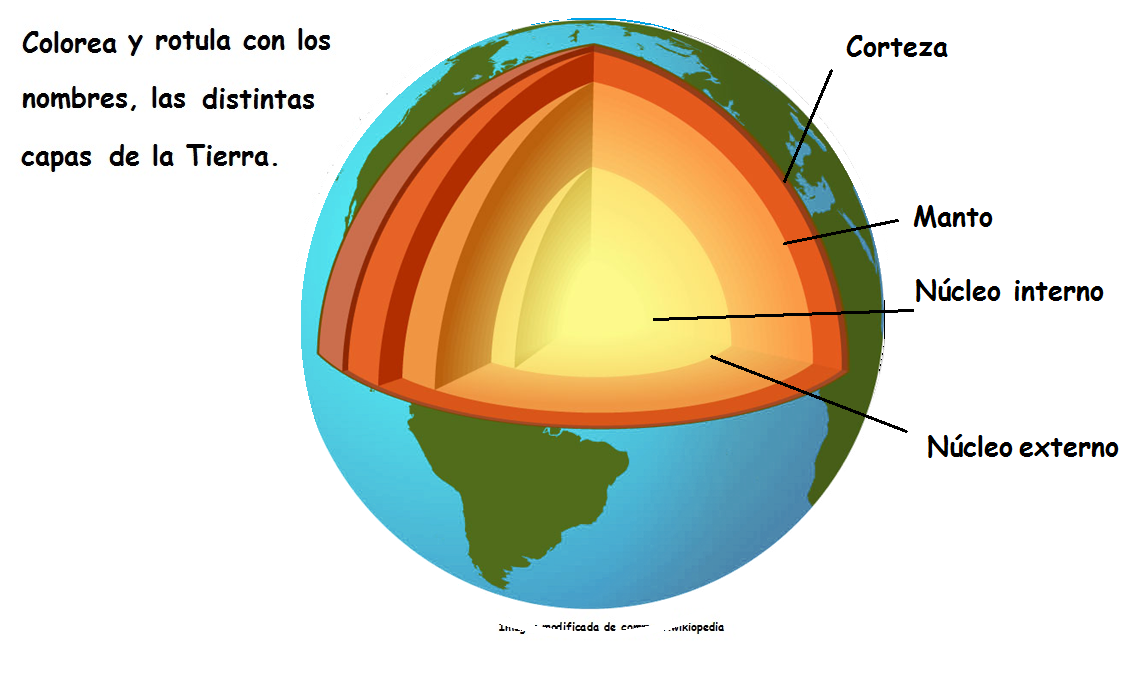 Colorea y rotula con los
nombres, las distintas
capas de la Tierra.
Corteza
Manto
Núcleo interno
Núcleo externo
modificada de